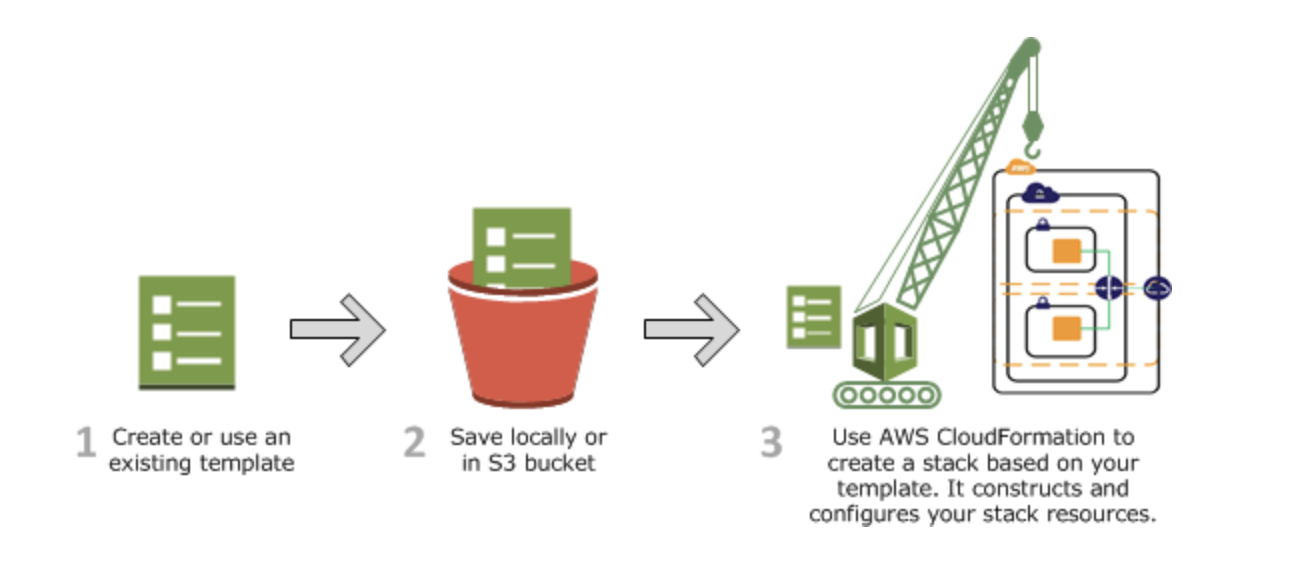 AWS
1
Create or use an
existing template
2
Save locally or
in S3 bucket
3
Use AWS CloudFormation to
create a stack based on your
template. It constructs and
configures your stack resources.